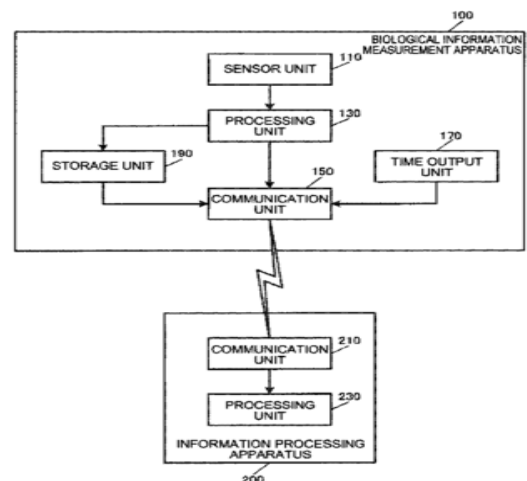 100
BIOLOGICAL INFORMATION
MEASUREMENT APPARATUS
110
SENSOR UNIT
130
PROCESSING
UNIT
190
STORAGE UNIT
170
TIME OUTPUT
UNIT
150
COMMUNICATION
UNIT
210
COMMUNICATION
UNIT
230
PROCESSING
UNIT
INFORMATION PROCESSING
APPARATUS
200